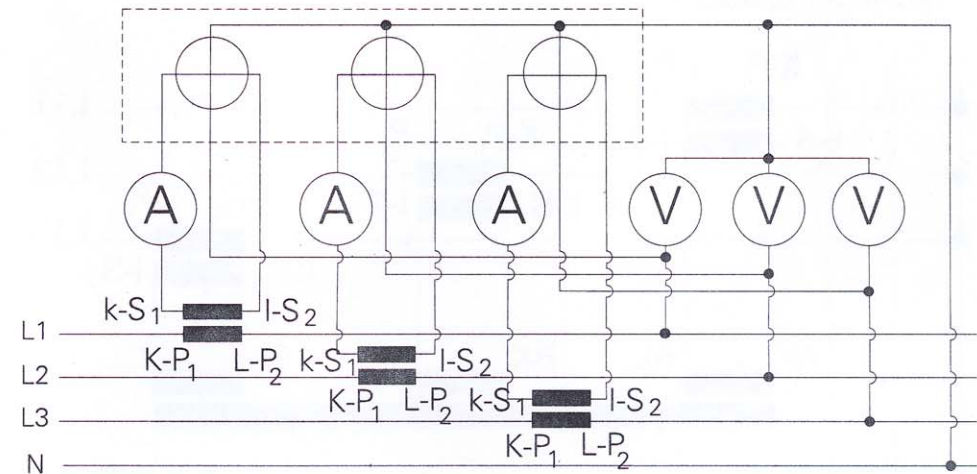 A A A V V V
k-S1 l-S2
L1
K-P1 L-P2 k-S1 l-S2
L2
K-P1 L-P2 k-S1 l-S2
L3
K-P1 L-P2
N